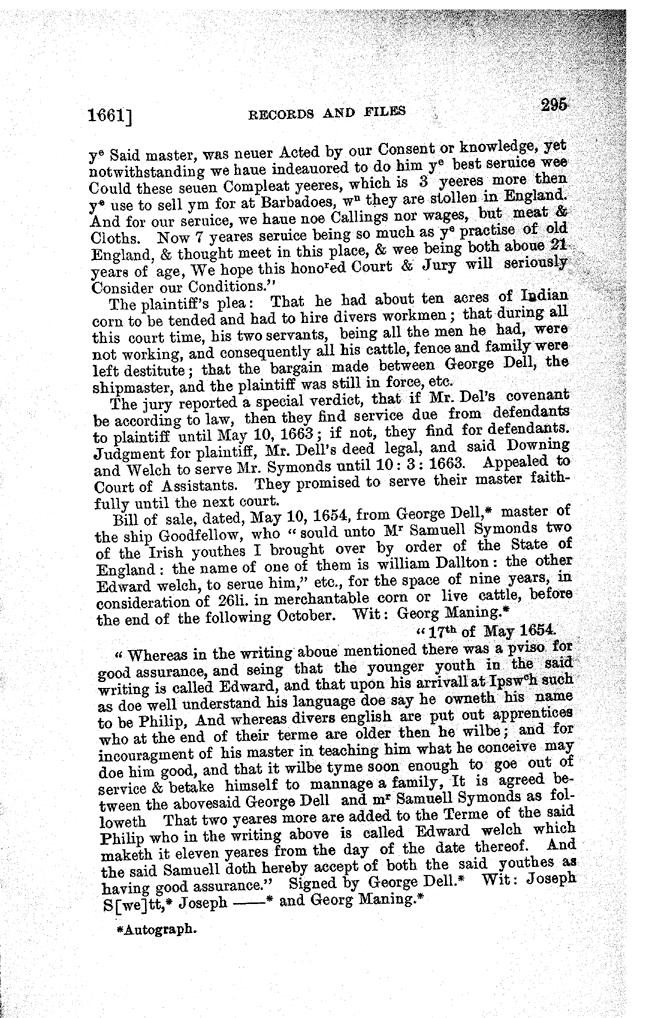 1661] RECORDS AND FILES 295
yᵉ Said master, was neuer Acted by our Consent or knowledge, yet
notwithstanding we haue indeauored to do him yᵉ best seruice wee
Could these seuen Compleat yeeres, which is 3 yeeres more then
yᵉ use to sell ym for at Barbadoes, wⁿ they are stollen in England.
And for our seruice, we haue noe Callings nor wages, but meat &
Cloths. Now 7 yeares seruice being so much as yᵉ practise of old
England, & thought meet in this place, & wee being both aboue 21
years of age, We hope this honoʳed Court & Jury will seriously
Consider our Conditions."
The plaintiff's plea: That he had about ten acres of Indian
corn to be tended and had to hire divers workmen; that during all
this court time, his two servants, being all the men he had, were
not working, and consequently all his cattle, fence and family were
left destitute; that the bargain made between George Dell, the
shipmaster, and the plaintiff was still in force, etc.
The jury reported a special verdict, that if Mr. Del's covenant
be according to law, then they find service due from defendants
to plaintiff until May 10, 1663; if not, they find for defendants.
Judgment for plaintiff, Mr. Dell's deed legal, and said Downing
and Welch to serve Mr. Symonds until 10: 3: 1663. Appealed to
Court of Assistants. They promised to serve their master faith-
fully until the next court.
Bill of sale, dated, May 10, 1654, from George Dell,* master of
the ship Goodfellow, who "sould unto Mʳ Samuell Symonds two
of the Irish youthes I brought over by order of the State of
England: the name of one of them is william Dallton: the other
Edward welch, to serue him," etc., for the space of nine years, in
consideration of 26li. in merchantable corn or live cattle, before
the end of the following October. Wit: Georg Maning.*
"17ᵗʰ of May 1654.
"Whereas in the writing aboue mentioned there was a pviso for
good assurance, and seing that the younger youth in the said
writing is called Edward, and that upon his arrivall at Ipswᶜh such
as doe well understand his language doe say he owneth his name
to be Philip, And whereas divers english are put out apprentices
who at the end of their terme are older then he wilbe; and for
incouragment of his master in teaching him what he conceive may
doe him good, and that it wilbe tyme soon enough to goe out of
service & betake himself to mannage a family, It is agreed be-
tween the abovesaid George Dell and mʳ Samuell Symonds as fol-
loweth That two yeares more are added to the Terme of the said
Philip who in the writing above is called Edward welch which
maketh it eleven yeares from the day of the date thereof. And
the said Samuell doth hereby accept of both the said youthes as
having good assurance." Signed by George Dell.* Wit: Joseph
S[we]tt,* Joseph ——* and Georg Maning.*
*Autograph.